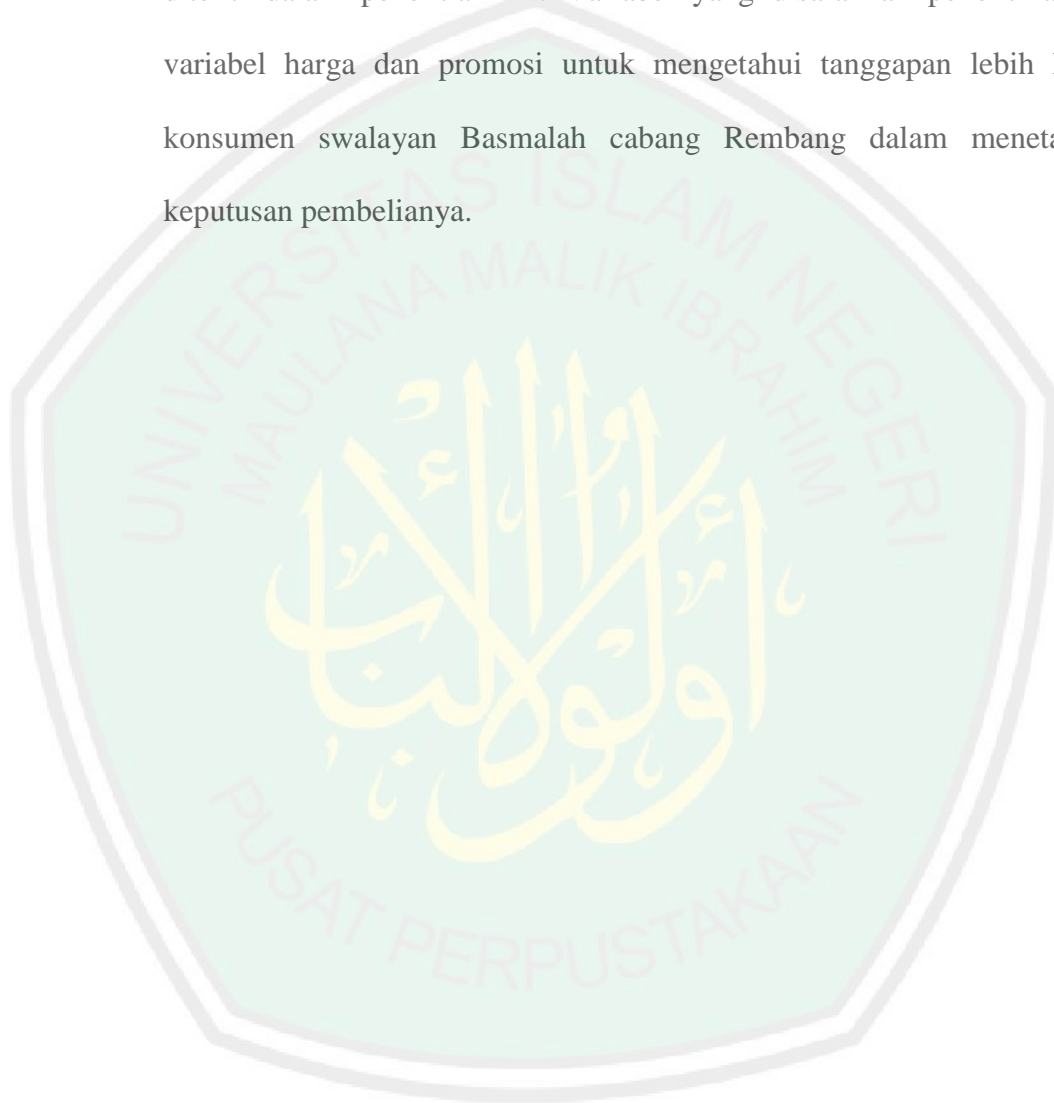 variabel harga dan promosi untuk mengetahui tanggapan lebih
konsumen swalayan Basmalah cabang Rembang dalam
keputusan pembelianya.
UNIVERSITAS ISLAM NEGERI
MAULANA MALIK IBRAHIM
أولوا الألباب
PUSAT PERPUSTAKAAN